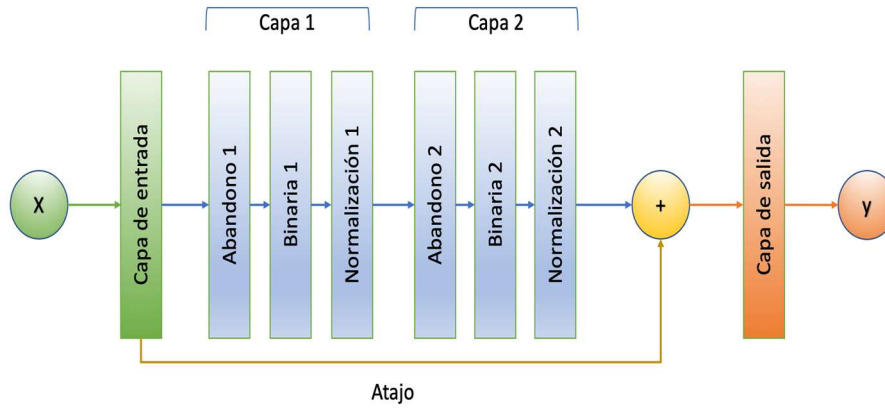 Capa 1
Capa 2
X
Capa de entrada
Abandono 1
Binaria 1
Normalización 1
Abandono 2
Binaria 2
Normalización 2
+
Capa de salida
y
Atajo